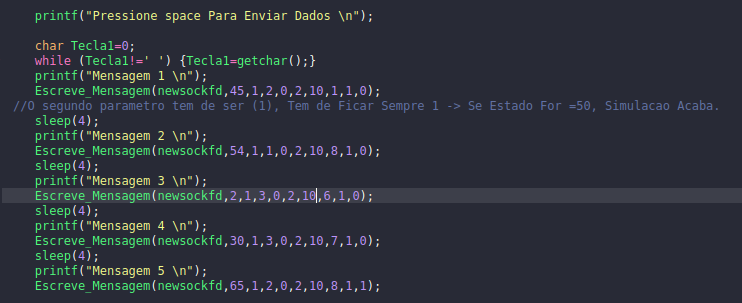 printf("Pressione space Para Enviar Dados \n");
char Tecla1=0;
while (Tecla1!=' ') {Tecla1=getchar();}
printf("Mensagem 1 \n");
Escreve_Mensagem(newsockfd,45,1,2,0,2,10,1,1,0);
//O segundo parametro tem de ser (1), Tem de Ficar Sempre 1 -> Se Estado For =50, Simulacao Acaba.
sleep(4);
printf("Mensagem 2 \n");
Escreve_Mensagem(newsockfd,54,1,1,0,2,10,8,1,0);
sleep(4);
printf("Mensagem 3 \n");
Escreve_Mensagem(newsockfd,2,1,3,0,2,10,6,1,0);
sleep(4);
printf("Mensagem 4 \n");
Escreve_Mensagem(newsockfd,30,1,3,0,2,10,7,1,0);
sleep(4);
printf("Mensagem 5 \n");
Escreve_Mensagem(newsockfd,65,1,2,0,2,10,8,1,1);